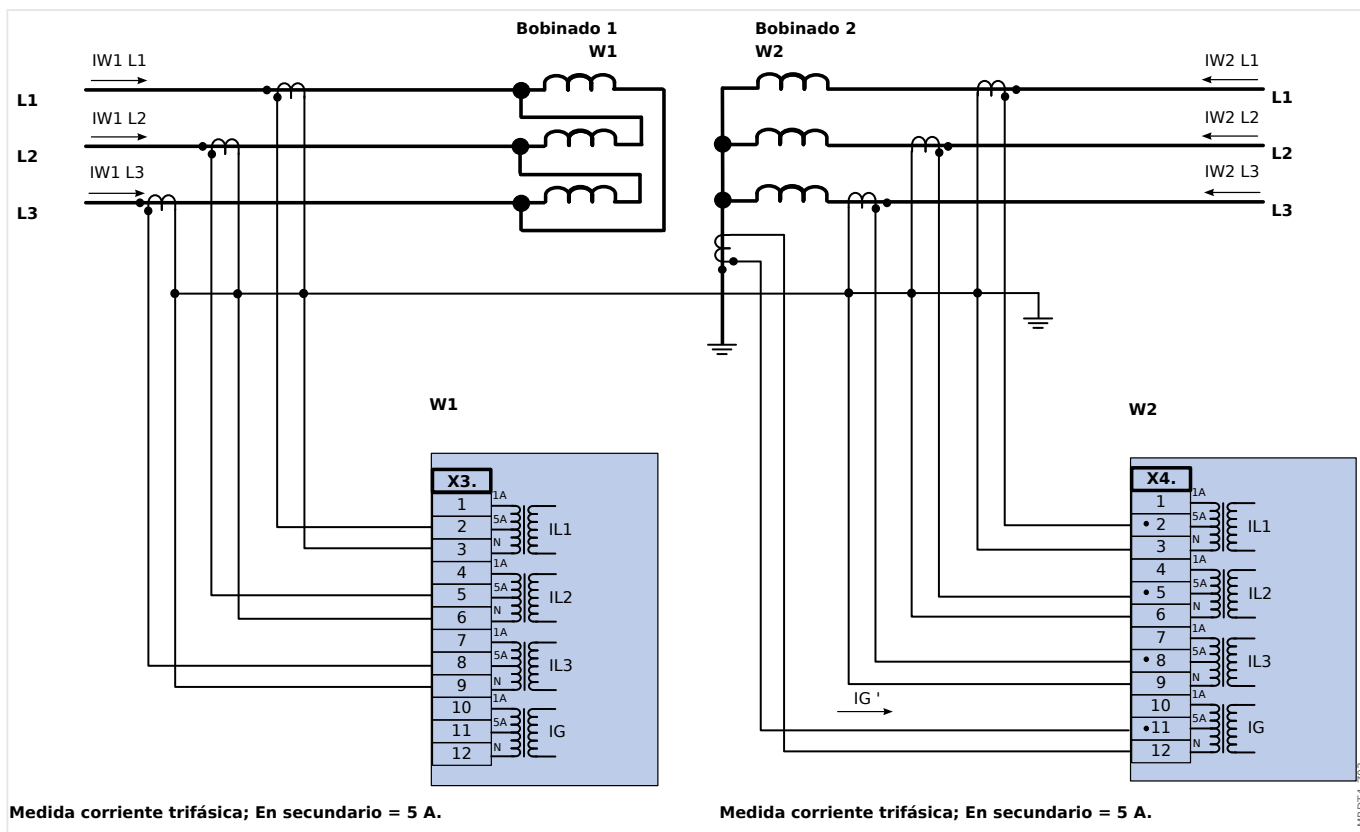 Bobinado 1
W1
Bobinado 2
W2
IW1 L1
L1
IW1 L2
L2
IW1 L3
L3
IW2 L1
L1
IW2 L2
L2
IW2 L3
L3
W1
X3.
1 1A
2 5A IL1
3 N
4 1A
5 5A IL2
6 N
7 1A
8 5A IL3
9 N
10 1A
11 5A IG
12 N
W2
X4.
1 1A
• 2 5A IL1
3 N
4 1A
• 5 5A IL2
6 N
7 1A
• 8 5A IL3
9 N
10 1A
•11 5A IG
12 N
IG '
Medida corriente trifásica; En secundario = 5 A.
Medida corriente trifásica; En secundario = 5 A.